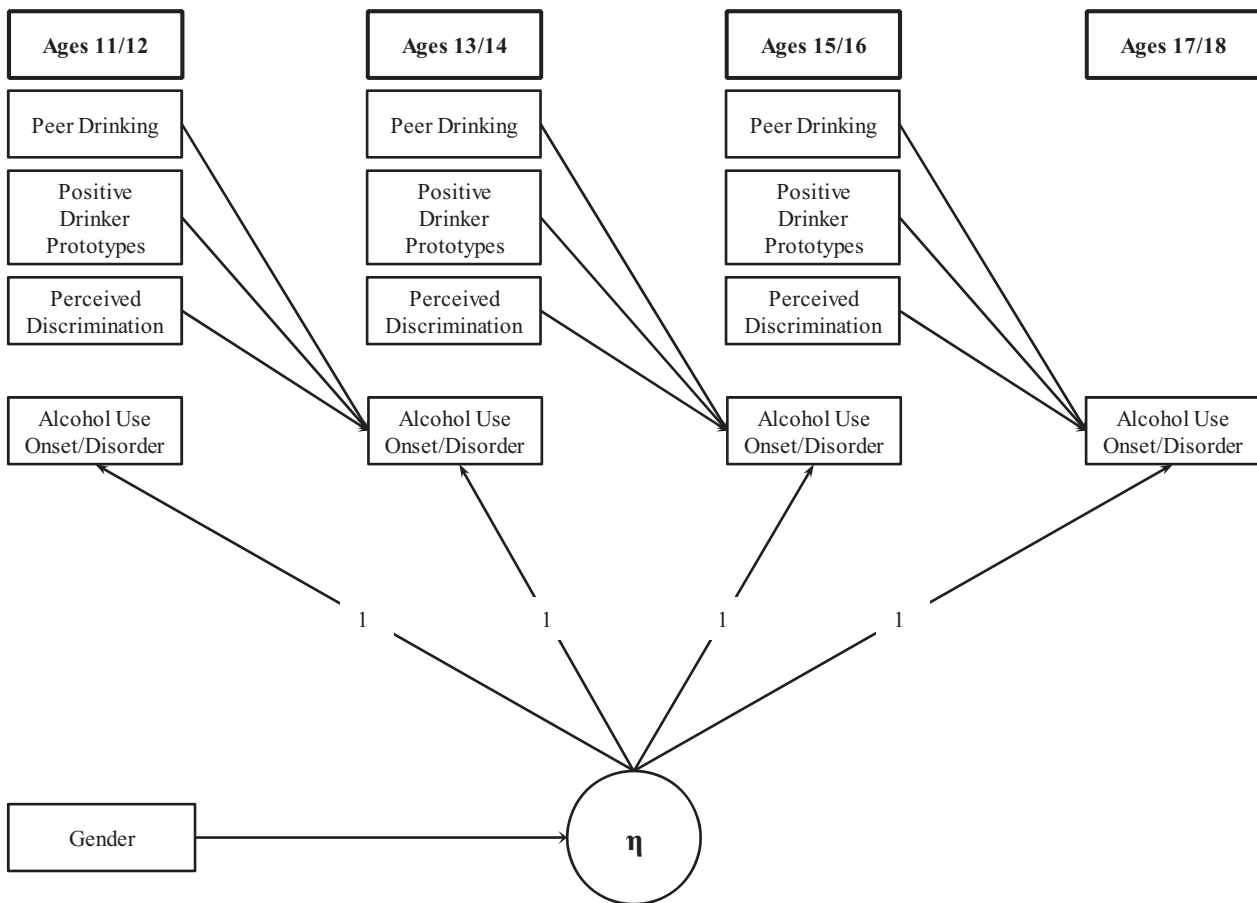 Ages 11/12
Ages 13/14
Ages 15/16
Ages 17/18
Peer Drinking
Peer Drinking
Peer Drinking
Positive
Drinker
Prototypes
Positive
Drinker
Prototypes
Positive
Drinker
Prototypes
Perceived
Discrimination
Perceived
Discrimination
Perceived
Discrimination
Alcohol Use
Onset/Disorder
Alcohol Use
Onset/Disorder
Alcohol Use
Onset/Disorder
Alcohol Use
Onset/Disorder
1
1
1
1
Gender
η